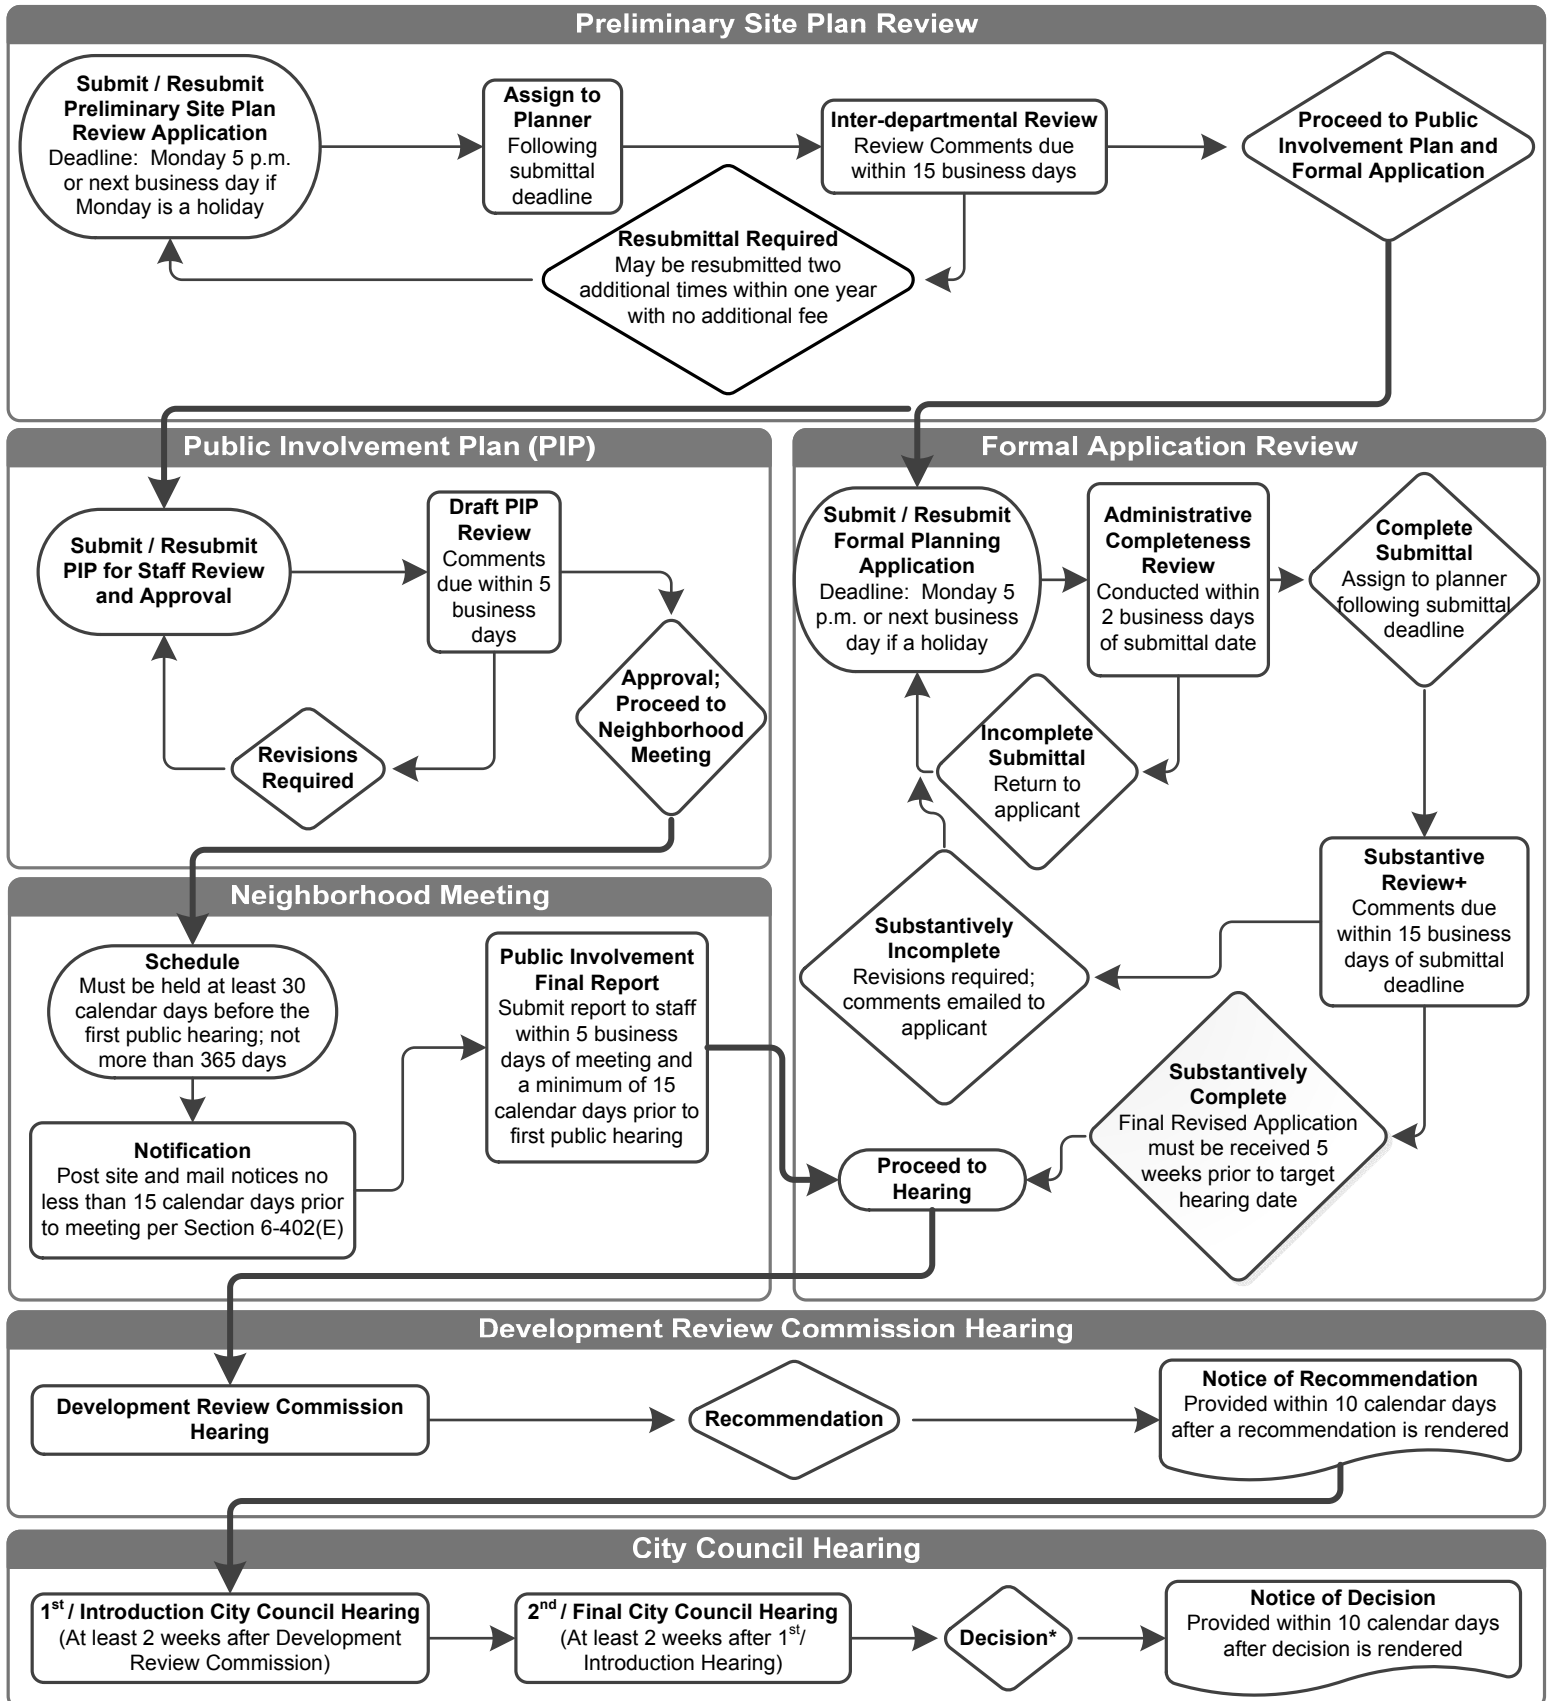 Preliminary Site Plan Review
Submit / Resubmit
Preliminary Site Plan
Review Application
Deadline:  Monday 5 p.m.
or next business day if
Monday is a holiday
Assign to
Planner
Following
submittal
deadline
Inter-departmental Review
Review Comments due
within 15 business days
Proceed to Public
Involvement Plan and
Formal Application
Resubmittal Required
May be resubmitted two
additional times within one year
with no additional fee
Public Involvement Plan (PIP)
Submit / Resubmit
PIP for Staff Review
and Approval
Draft PIP
Review
Comments
due within 5
business
days
Approval;
Proceed to
Neighborhood
Meeting
Revisions
Required
Formal Application Review
Submit / Resubmit
Formal Planning
Application
Deadline:  Monday 5
p.m. or next business
day if a holiday
Administrative
Completeness
Review
Conducted within
2 business days
of submittal date
Complete
Submittal
Assign to planner
following submittal
deadline
Incomplete
Submittal
Return to
applicant
Substantive
Review+
Comments due
within 15 business
days of submittal
deadline
Substantively
Incomplete
Revisions required;
comments emailed to
applicant
Substantively
Complete
Final Revised Application
must be received 5
weeks prior to target
hearing date
Proceed to
Hearing
Neighborhood Meeting
Schedule
Must be held at least 30
calendar days before the
first public hearing; not
more than 365 days
Notification
Post site and mail notices no
less than 15 calendar days prior
to meeting per Section 6-402(E)
Public Involvement
Final Report
Submit report to staff
within 5 business
days of meeting and
a minimum of 15
calendar days prior to
first public hearing
Development Review Commission Hearing
Development Review Commission
Hearing
Recommendation
Notice of Recommendation
Provided within 10 calendar days
after a recommendation is rendered
City Council Hearing
1st / Introduction City Council Hearing
(At least 2 weeks after Development
Review Commission)
2nd / Final City Council Hearing
(At least 2 weeks after 1st/
Introduction Hearing)
Decision*
Notice of Decision
Provided within 10 calendar days
after decision is rendered